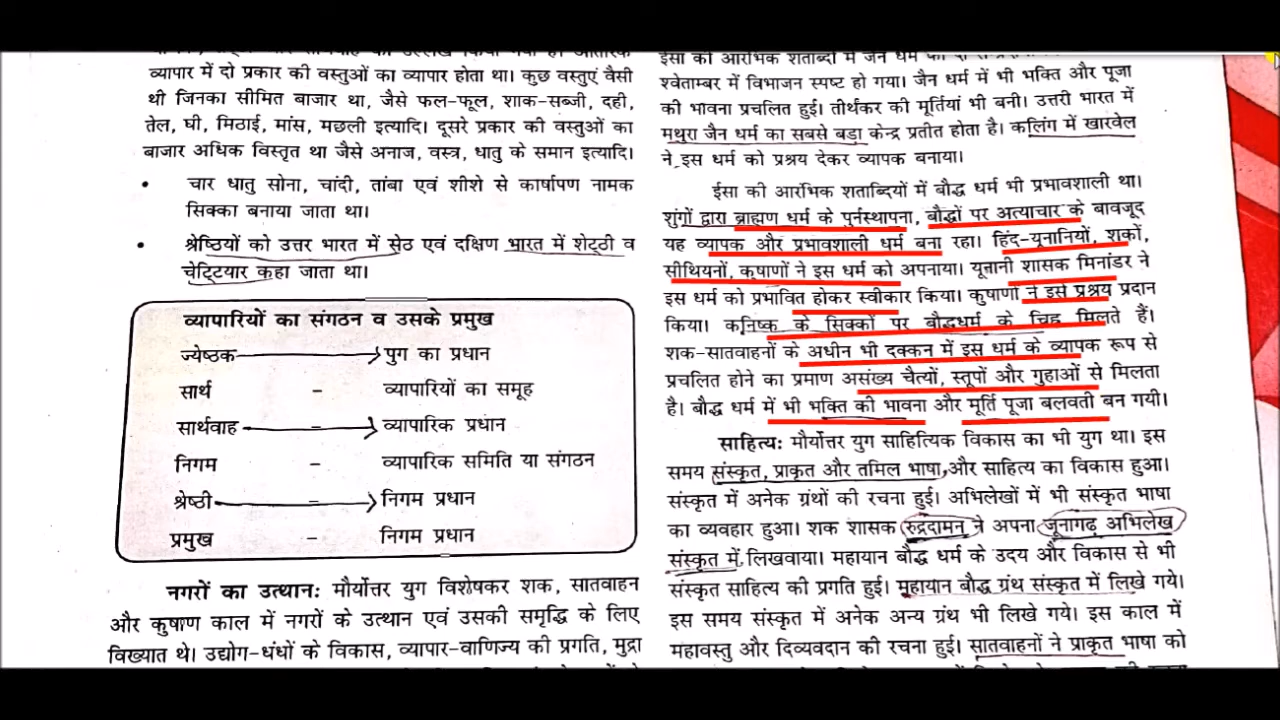 व्यापार में दो प्रकार की वस्तुओं का व्यापार होता था। कुछ वस्तुएं वैसी
थी जिनका सीमित बाजार था, जैसे फल-फूल, शाक-सब्जी, दही,
तेल, घी, मिठाई, मांस, मछली इत्यादि। दूसरे प्रकार की वस्तुओं का
बाजार अधिक विस्तृत था जैसे अनाज, वस्त्र, धातु के समान इत्यादि।
• चार धातु सोना, चांदी, तांबा एवं शीशे से कार्षापण नामक
सिक्का बनाया जाता था।
• श्रेष्ठियों को उत्तर भारत में सेठ एवं दक्षिण भारत में शेट्ठी व
चेट्टियार कहा जाता था।
व्यापारियों का संगठन व उसके प्रमुख
ज्येष्ठक पुग का प्रधान
सार्थ - व्यापारियों का समूह
सार्थवाह - व्यापारिक प्रधान
निगम - व्यापारिक समिति या संगठन
श्रेष्ठी - निगम प्रधान
प्रमुख - निगम प्रधान
नगरों का उत्थानः मौर्योत्तर युग विशेषकर शक, सातवाहन
और कुषाण काल में नगरों के उत्थान एवं उसकी समृद्धि के लिए
विख्यात थे। उद्योग-धंधों के विकास, व्यापार-वाणिज्य की प्रगति, मुद्रा
ईसा की आरंभिक शताब्दी में जैन धर्म
श्वेताम्बर में विभाजन स्पष्ट हो गया। जैन धर्म में भी भक्ति और पूजा
की भावना प्रचलित हुई। तीर्थंकर की मूर्तियां भी बनी। उत्तरी भारत में
मथुरा जैन धर्म का सबसे बड़ा केन्द्र प्रतीत होता है। कलिंग में खारवेल
ने इस धर्म को प्रश्रय देकर व्यापक बनाया।
ईसा की आरंभिक शताब्दियों में बौद्ध धर्म भी प्रभावशाली था।
शुंगों द्वारा ब्राह्मण धर्म के पुर्नस्थापना, बौद्धों पर अत्याचार के बावजूद
यह व्यापक और प्रभावशाली धर्म बना रहा। हिंद-यूनानियों, शकों,
सीथियनों, कुषाणों ने इस धर्म को अपनाया। यूनानी शासक मिनांडर ने
इस धर्म को प्रभावित होकर स्वीकार किया। कुषाणों ने इसे प्रश्रय प्रदान
किया। कनिष्क के सिक्कों पर बौद्धधर्म के चिह्न मिलते हैं।
शक-सातवाहनों के अधीन भी दक्कन में इस धर्म के व्यापक रूप से
प्रचलित होने का प्रमाण असंख्य चैत्यों, स्तूपों और गुहाओं से मिलता
है। बौद्ध धर्म में भी भक्ति की भावना और मूर्ति पूजा बलवती बन गयी।
साहित्यः मौर्योत्तर युग साहित्यिक विकास का भी युग था। इस
समय संस्कृत, प्राकृत और तमिल भाषा और साहित्य का विकास हुआ।
संस्कृत में अनेक ग्रंथों की रचना हुई। अभिलेखों में भी संस्कृत भाषा
का व्यवहार हुआ। शक शासक रुद्रदामन ने अपना जूनागढ़ अभिलेख
संस्कृत में लिखवाया। महायान बौद्ध धर्म के उदय और विकास से भी
संस्कृत साहित्य की प्रगति हुई। महायान बौद्ध ग्रंथ संस्कृत में लिखे गये।
इस समय संस्कृत में अनेक अन्य ग्रंथ भी लिखे गये। इस काल में
महावस्तु और दिव्यवदान की रचना हुई। सातवाहनों ने प्राकृत भाषा को